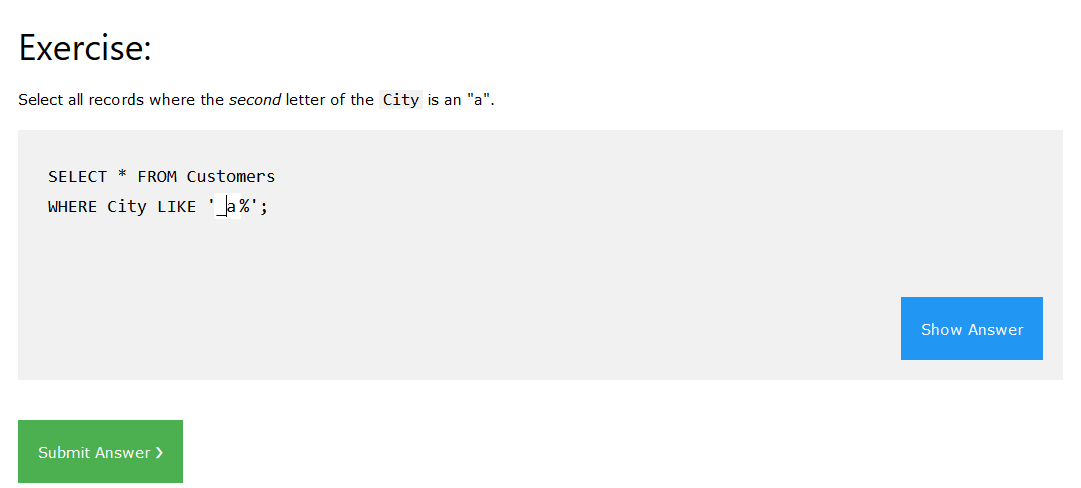 Exercise:
Select all records where the second letter of the City is an "a".
SELECT * FROM Customers
WHERE City LIKE '_a%';
Show Answer
Submit Answer ❯